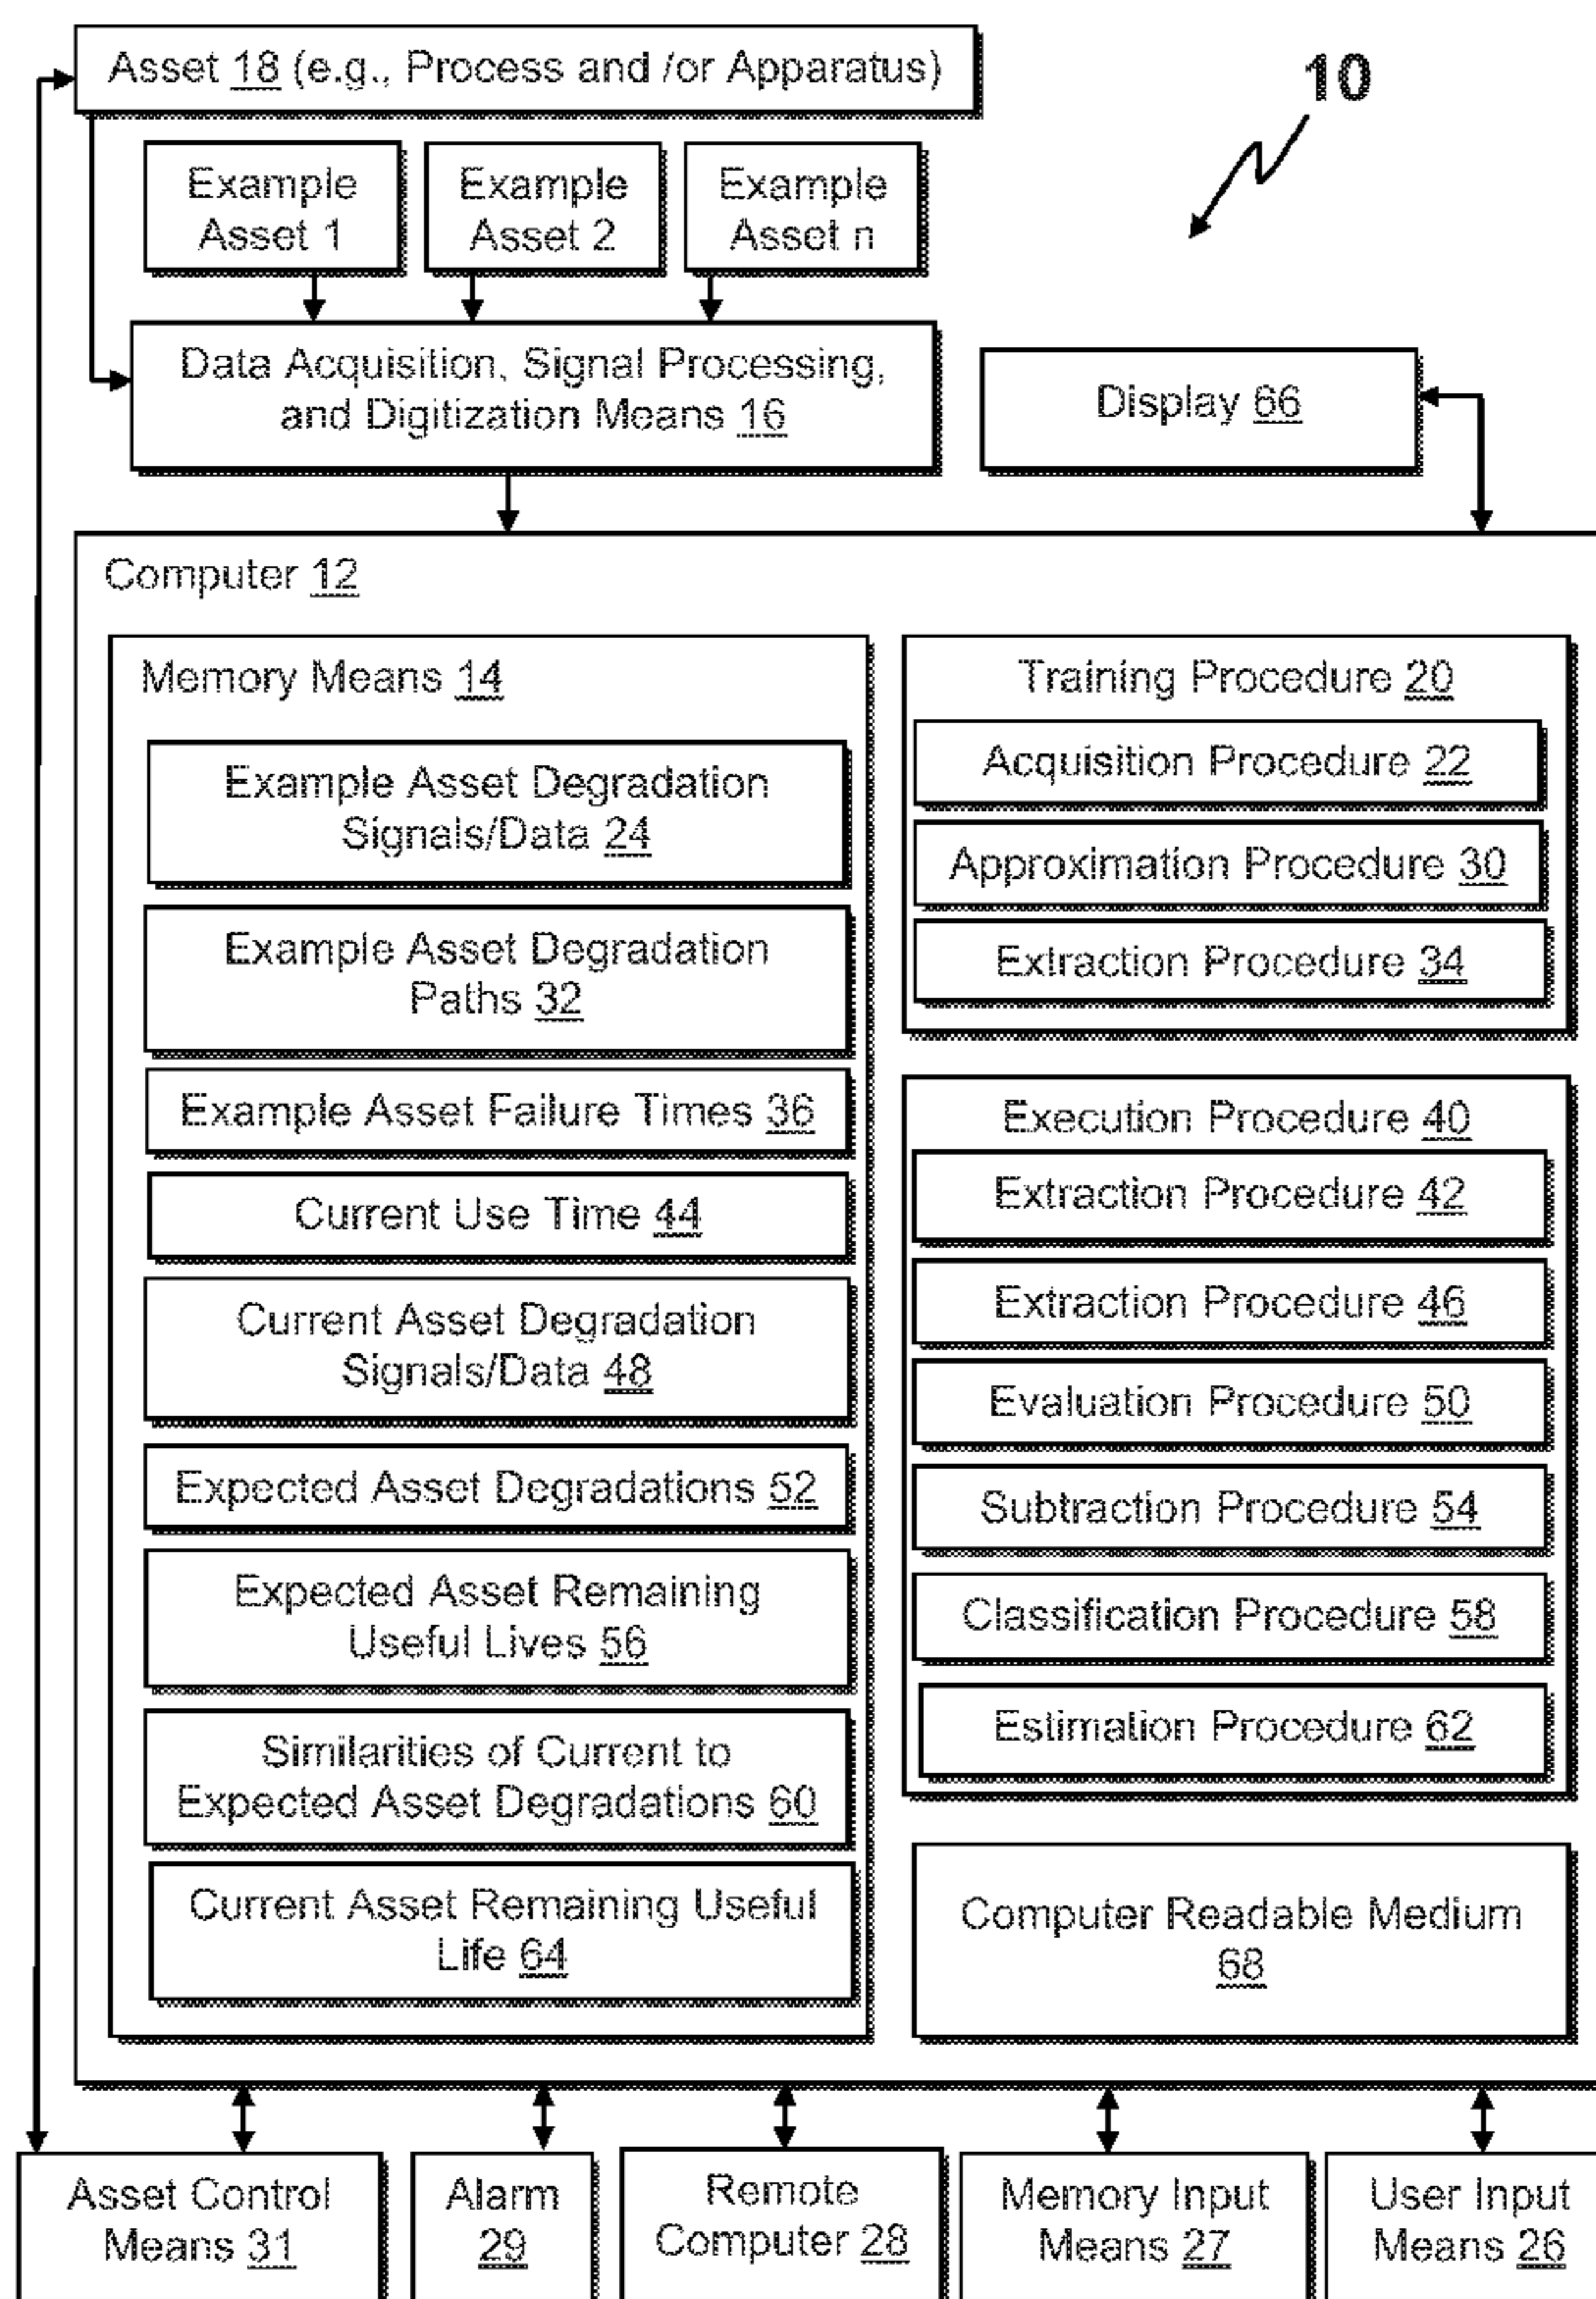 Asset 18 (e.g., Process and /or Apparatus)
10
Example
Asset 1
Example
Asset 2
Example
Asset n
Data Acquisition, Signal Processing,
and Digitization Means 16
Display 66
Computer 12
Memory Means 14
Example Asset Degradation
Signals/Data 24
Example Asset Degradation
Paths 32
Example Asset Failure Times 36
Current Use Time 44
Current Asset Degradation
Signals/Data 48
Expected Asset Degradations 52
Expected Asset Remaining
Useful Lives 56
Similarities of Current to
Expected Asset Degradations 60
Current Asset Remaining Useful
Life 64
Training Procedure 20
Acquisition Procedure 22
Approximation Procedure 30
Extraction Procedure 34
Execution Procedure 40
Extraction Procedure 42
Extraction Procedure 46
Evaluation Procedure 50
Subtraction Procedure 54
Classification Procedure 58
Estimation Procedure 62
Computer Readable Medium
68
Asset Control
Means 31
Alarm
29
Remote
Computer 28
Memory Input
Means 27
User Input
Means 26